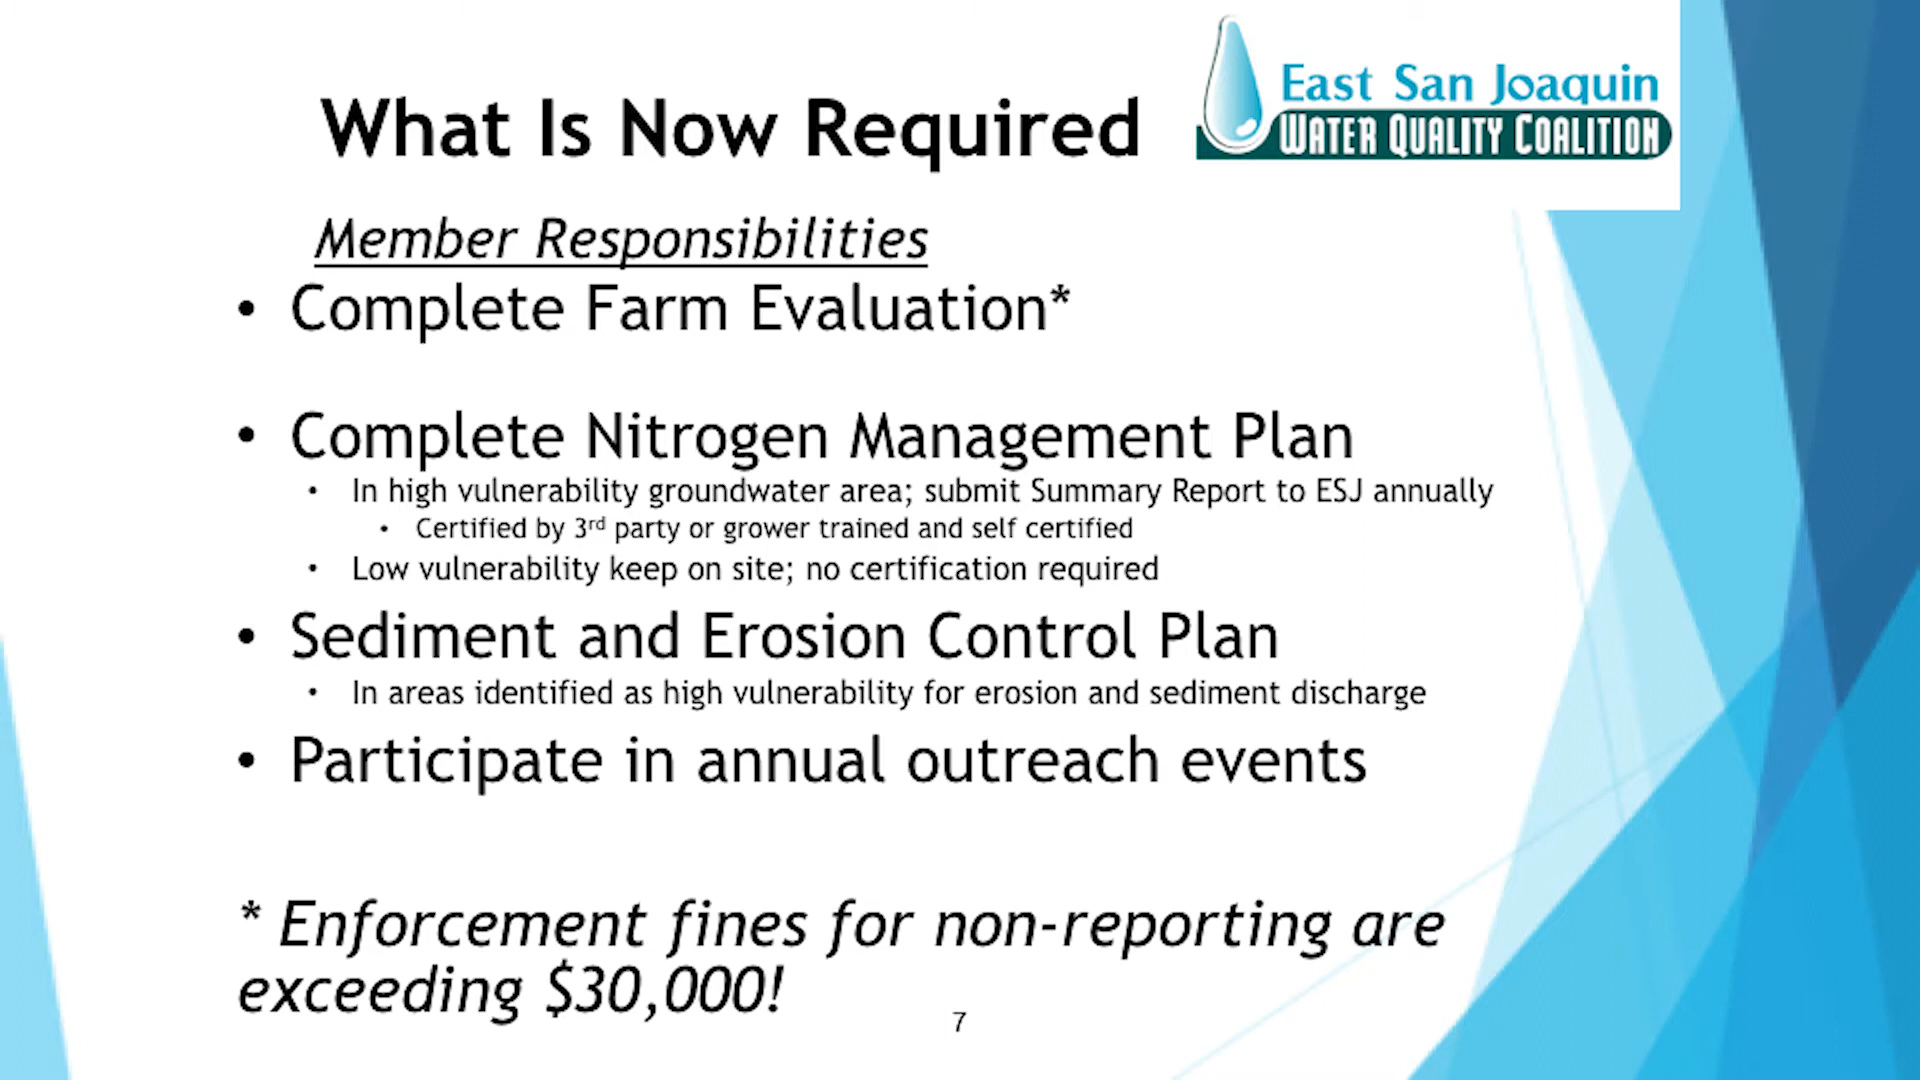 East San Joaquin
WATER QUALITY COALITION
What Is Now Required
Member Responsibilities
• Complete Farm Evaluation*
• Complete Nitrogen Management Plan
• In high vulnerability groundwater area; submit Summary Report to ESJ annually
• Certified by 3rd party or grower trained and self certified
• Low vulnerability keep on site; no certification required
• Sediment and Erosion Control Plan
• In areas identified as high vulnerability for erosion and sediment discharge
• Participate in annual outreach events
* Enforcement fines for non-reporting are
exceeding $30,000!
7